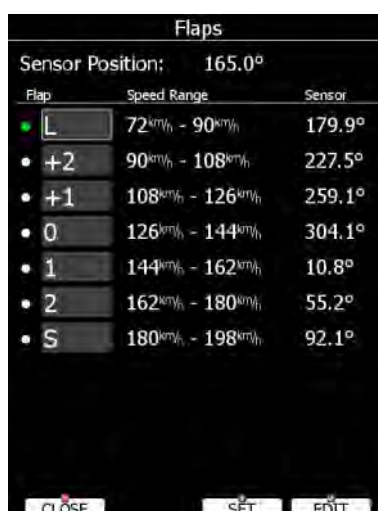 Flaps
Sensor Position: 165.0°
Flap Speed Range Sensor
L 72km/h - 90km/h 179.9°
+2 90km/h - 108km/h 227.5°
+1 108km/h - 126km/h 259.1°
0 126km/h - 144km/h 304.1°
1 144km/h - 162km/h 10.8°
2 162km/h - 180km/h 55.2°
S 180km/h - 198km/h 92.1°
CLOSE SET EDIT